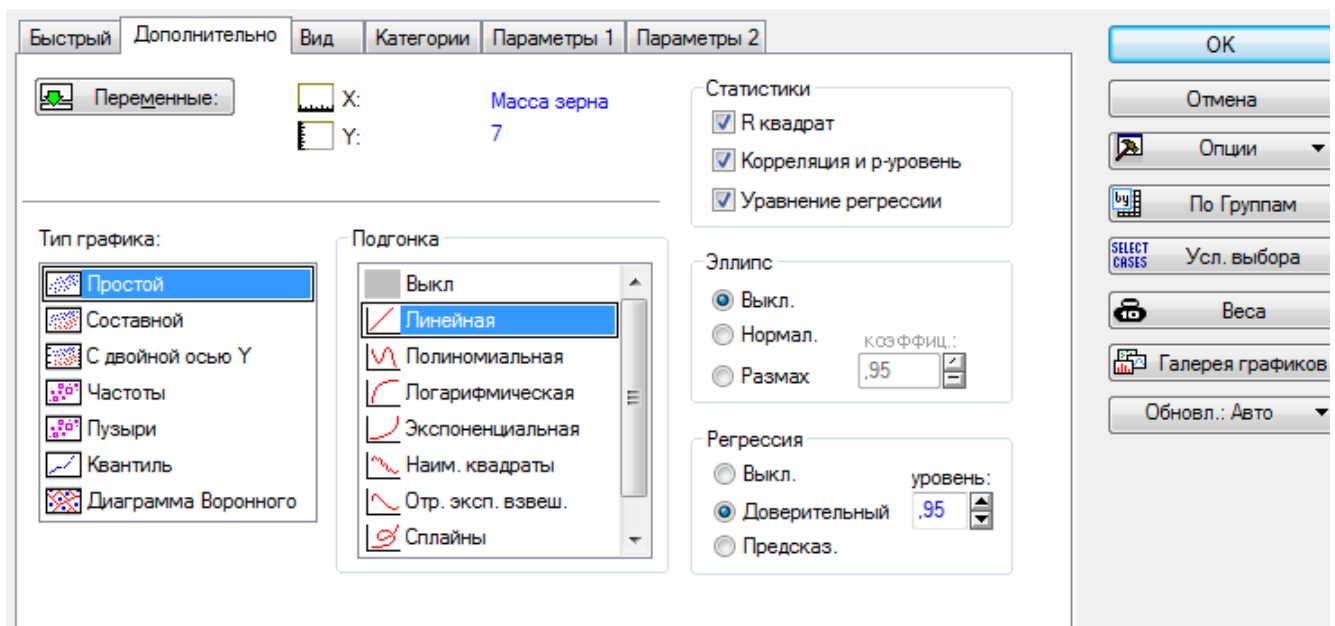 Быстрый Дополнительно Вид Категории Параметры 1 Параметры 2
Переменные:
X: Масса зерна
Y: 7
Статистики
R квадрат
Корреляция и р-уровень
Уравнение регрессии
Тип графика:
Простой
Составной
С двойной осью Y
Частоты
Пузыри
Квантиль
Диаграмма Воронного
Подгонка
Выкл
Линейная
Полиномиальная
Логарифмическая
Экспоненциальная
Наим. квадраты
Отр. эксп. взвеш.
Сплайны
Эллипс
Выкл.
Нормал.
Размах
коэффиц.:
,95
Регрессия
Выкл.
Доверительный
Предсказ.
уровень:
,95
OK
Отмена
Опции
by
По Группам
SELECT
CASES
Усл. выбора
Веса
Галерея графиков
Обновл.: Авто